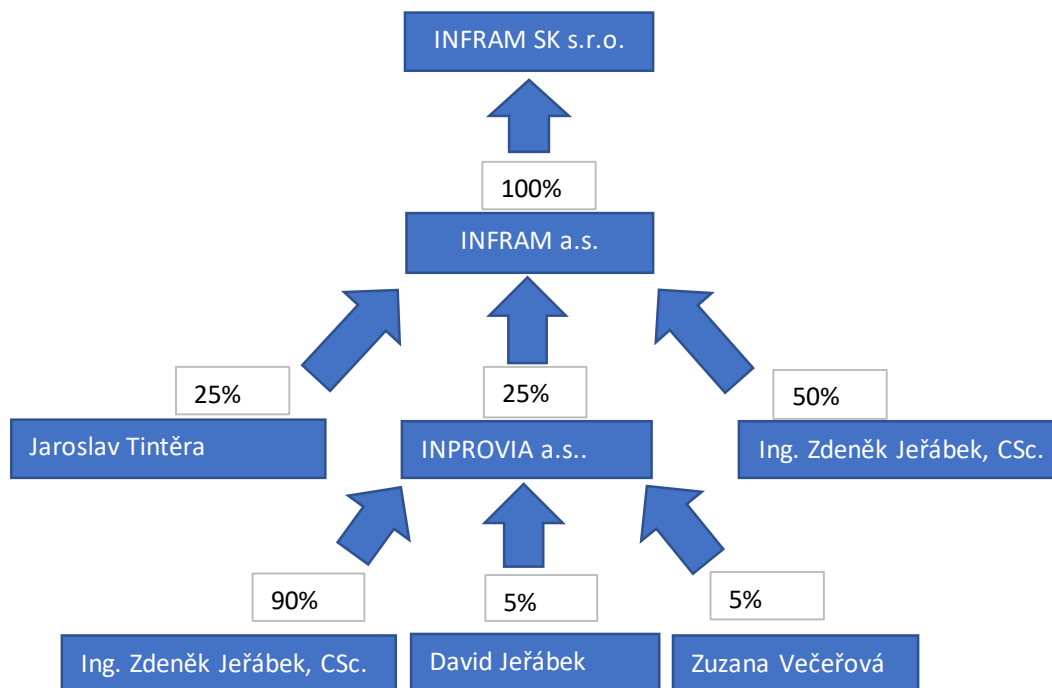 INFRAM SK s.r.o.
100%
INFRAM a.s.
25%
25%
50%
Jaroslav Tintěra
INPROVIA a.s..
Ing. Zdeněk Jeřábek, CSc.
90%
5%
5%
Ing. Zdeněk Jeřábek, CSc.
David Jeřábek
Zuzana Večeřová